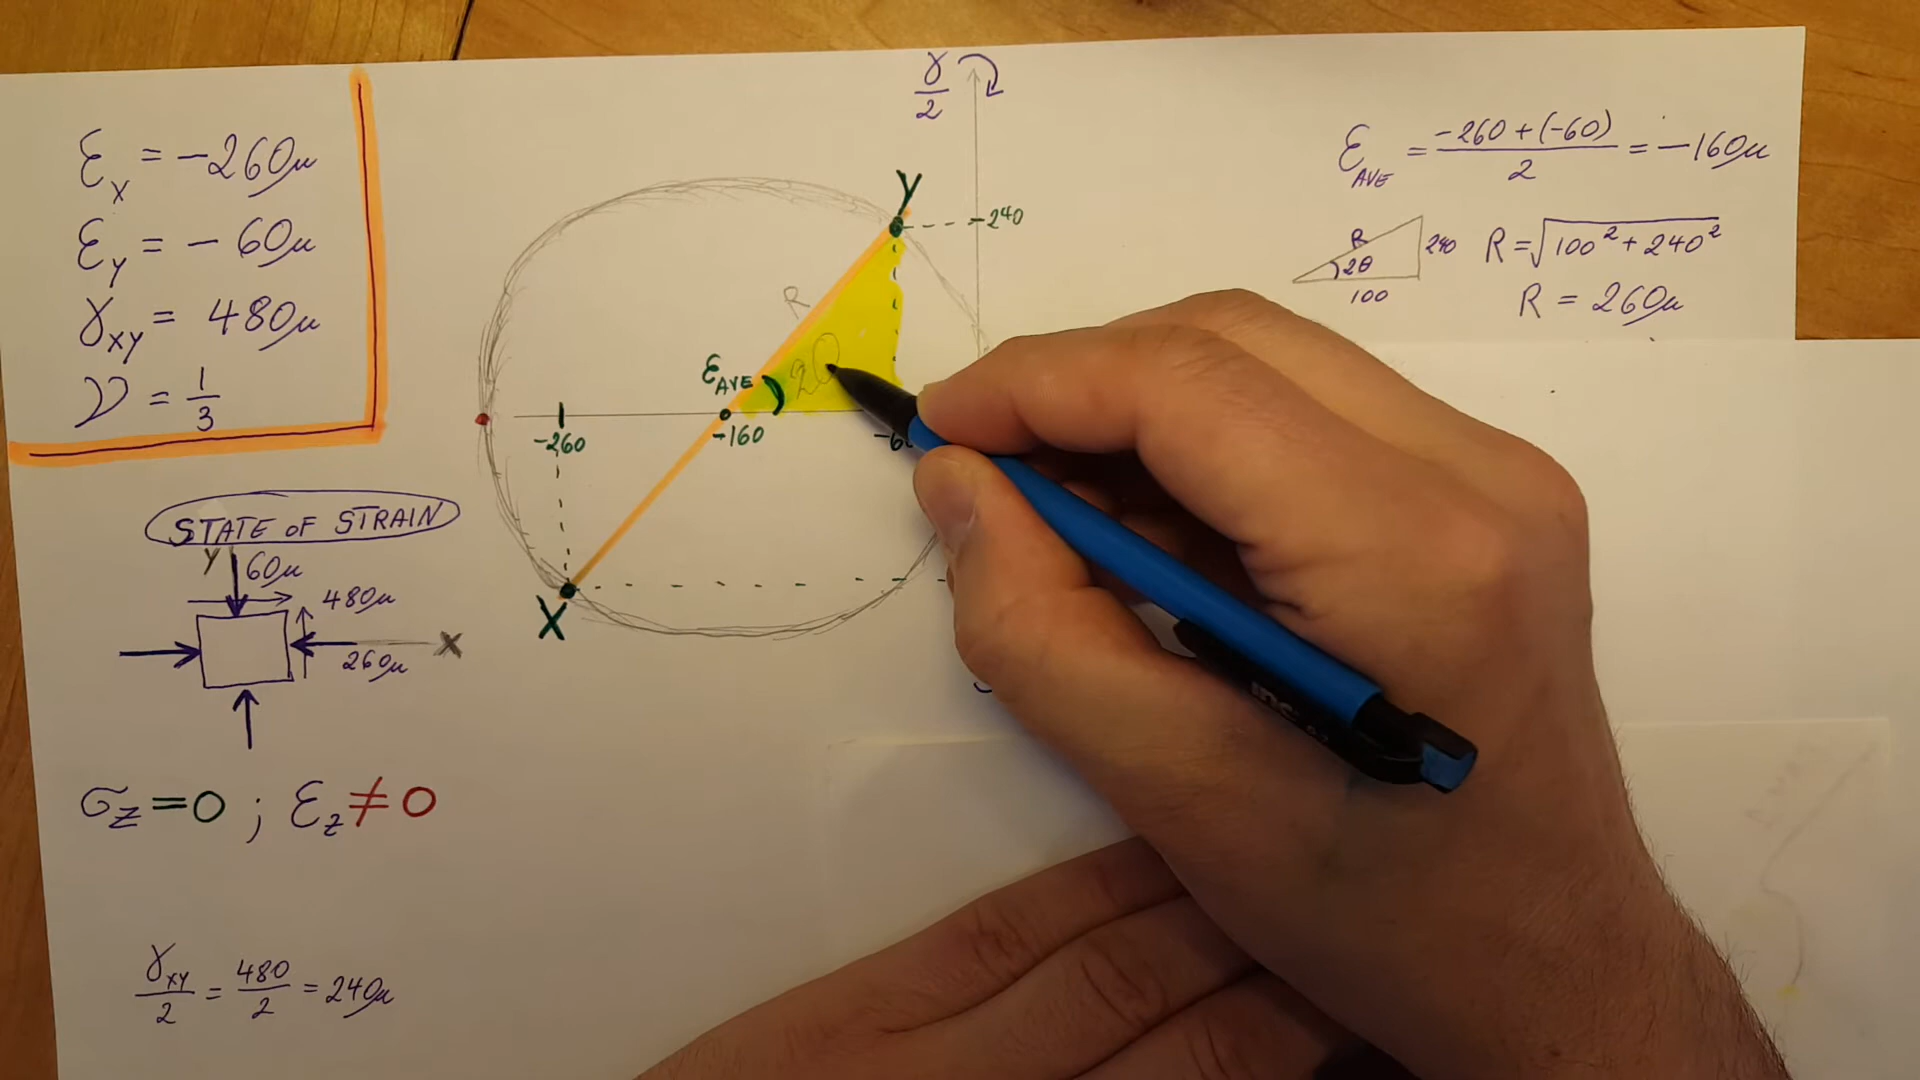 εx = -260μ
εy = -60μ
γxy = 480μ
ν = 1/3
STATE OF STRAIN
Y
60μ
480μ
X
260μ
σz = 0 ; εz ≠ 0
γxy/2 = 480/2 = 240μ
γ/2
Y
240
R
εAVE
2θ
-260
-160
X
εAVE = (-260 + (-60))/2 = -160μ
R
240
2θ
100
R = √(100² + 240²)
R = 260μ